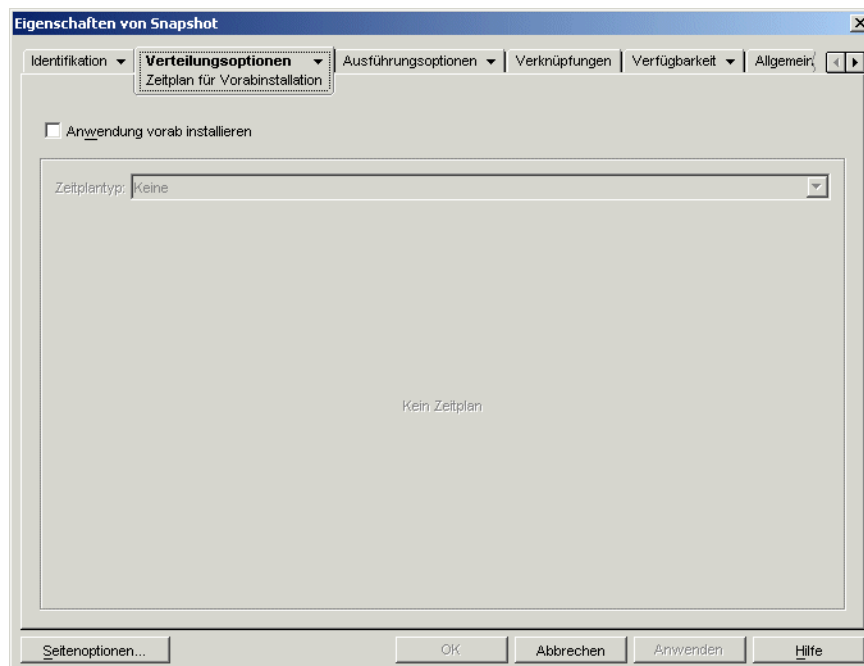 Eigenschaften von Snapshot
Identifikation Verteilungsoptionen Ausführungsoptionen Verknüpfungen Verfügbarkeit Allgemein
Zeitplan für Vorabinstallation
Anwendung vorab installieren
Zeitplantyp: Keine
Kein Zeitplan
Seitenoptionen... OK Abbrechen Anwenden Hilfe